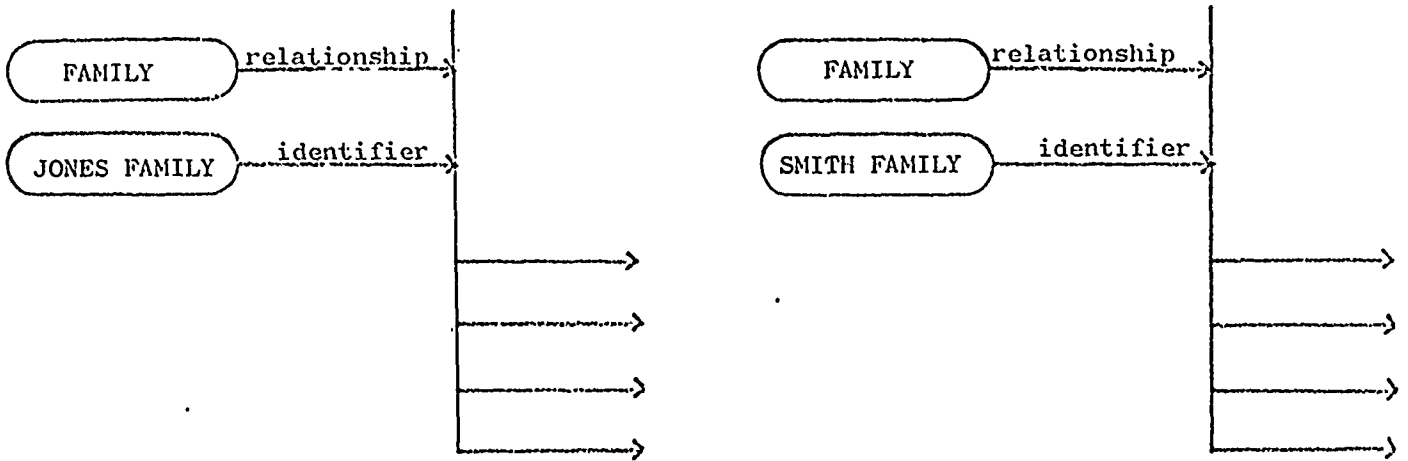 FAMILY
relationship
JONES FAMILY
identifier
FAMILY
relationship
SMITH FAMILY
identifier